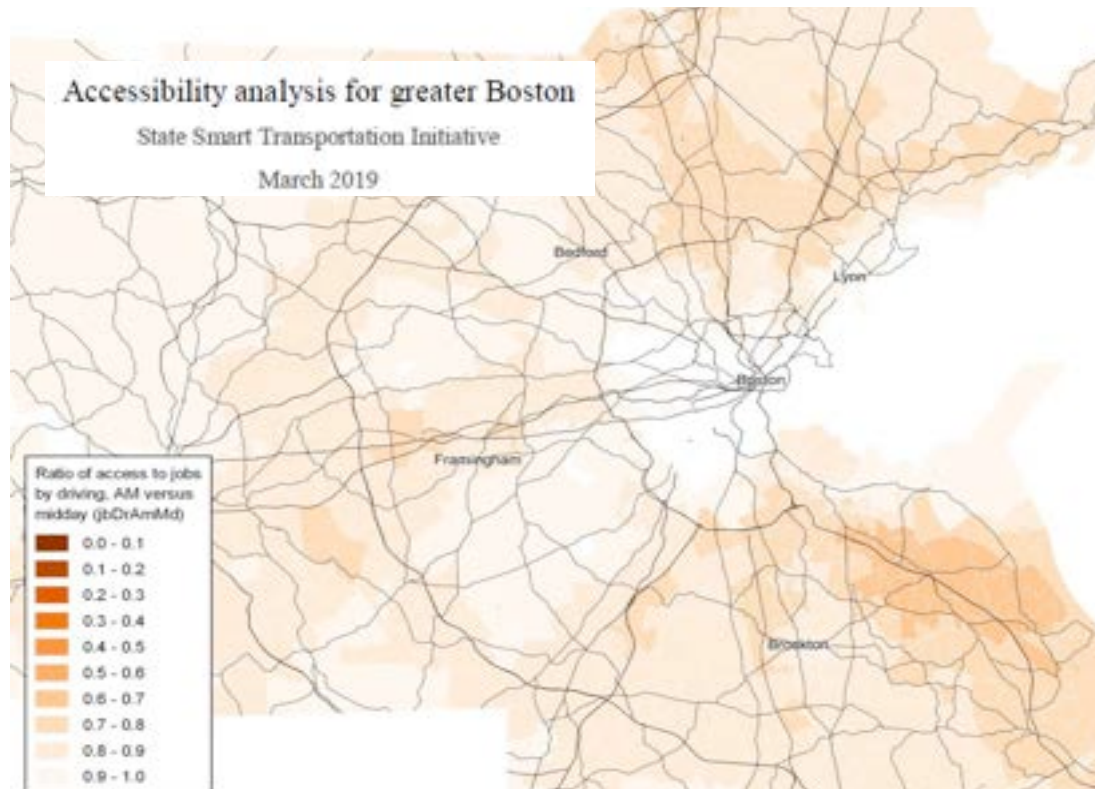 Accessibility analysis for greater Boston
State Smart Transportation Initiative
March 2019
Bedford
Lyon
Boston
Framingham
Brockton
Ratio of access to jobs
by driving, AM versus
midday (jbDrAmMd)
0.0 - 0.1
0.1 - 0.2
0.2 - 0.3
0.3 - 0.4
0.4 - 0.5
0.5 - 0.6
0.6 - 0.7
0.7 - 0.8
0.8 - 0.9
0.9 - 1.0